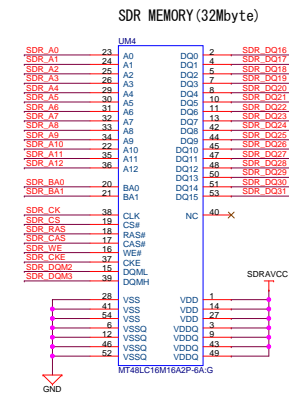 SDR MEMORY(32Mbyte)
UM4
SDR_A0 23 A0 DQ0 2 SDR_DQ16
SDR_A1 24 A1 DQ1 4 SDR_DQ17
SDR_A2 25 A2 DQ2 5 SDR_DQ18
SDR_A3 26 A3 DQ3 7 SDR_DQ19
SDR_A4 29 A4 DQ4 8 SDR_DQ20
SDR_A5 30 A5 DQ5 10 SDR_DQ21
SDR_A6 31 A6 DQ6 11 SDR_DQ22
SDR_A7 32 A7 DQ7 13 SDR_DQ23
SDR_A8 33 A8 DQ8 42 SDR_DQ24
SDR_A9 34 A9 DQ9 44 SDR_DQ25
SDR_A10 22 A10 DQ10 45 SDR_DQ26
SDR_A11 35 A11 DQ11 47 SDR_DQ27
SDR_A12 36 A12 DQ12 48 SDR_DQ28
DQ13 50 SDR_DQ29
SDR_BA0 20 BA0 DQ14 51 SDR_DQ30
SDR_BA1 21 BA1 DQ15 53 SDR_DQ31
SDR_CK 38 CLK NC 40
SDR_CS 19 CS#
SDR_RAS 18 RAS#
SDR_CAS 17 CAS#
SDR_WE 16 WE#
SDR_CKE 37 CKE
SDR_DQM2 15 DQML
SDR_DQM3 39 DQMH
SDRAVCC
28 VSS VDD 1
41 VSS VDD 14
54 VSS VDD 27
6 VSSQ VDDQ 3
12 VSSQ VDDQ 9
46 VSSQ VDDQ 43
52 VSSQ VDDQ 49
MT48LC16M16A2P-6A:G
GND